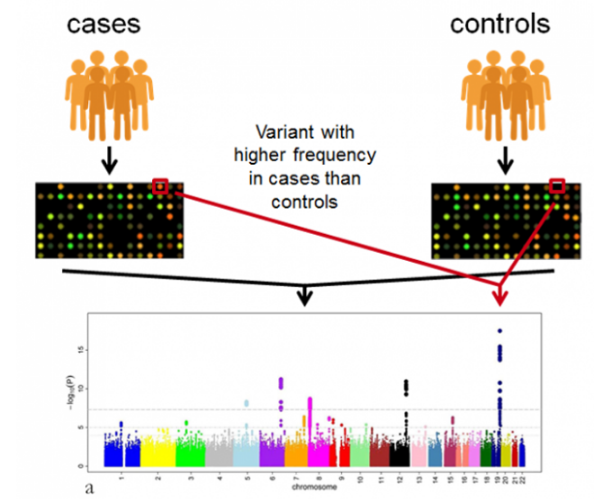 cases
controls
Variant with
higher frequency
in cases than
controls
15
10
5
0
-log10(P)
1 2 3 4 5 6 7 8 9 10 11 12 13 14 15 16 17 18 19 20 21 22
chromosome
a